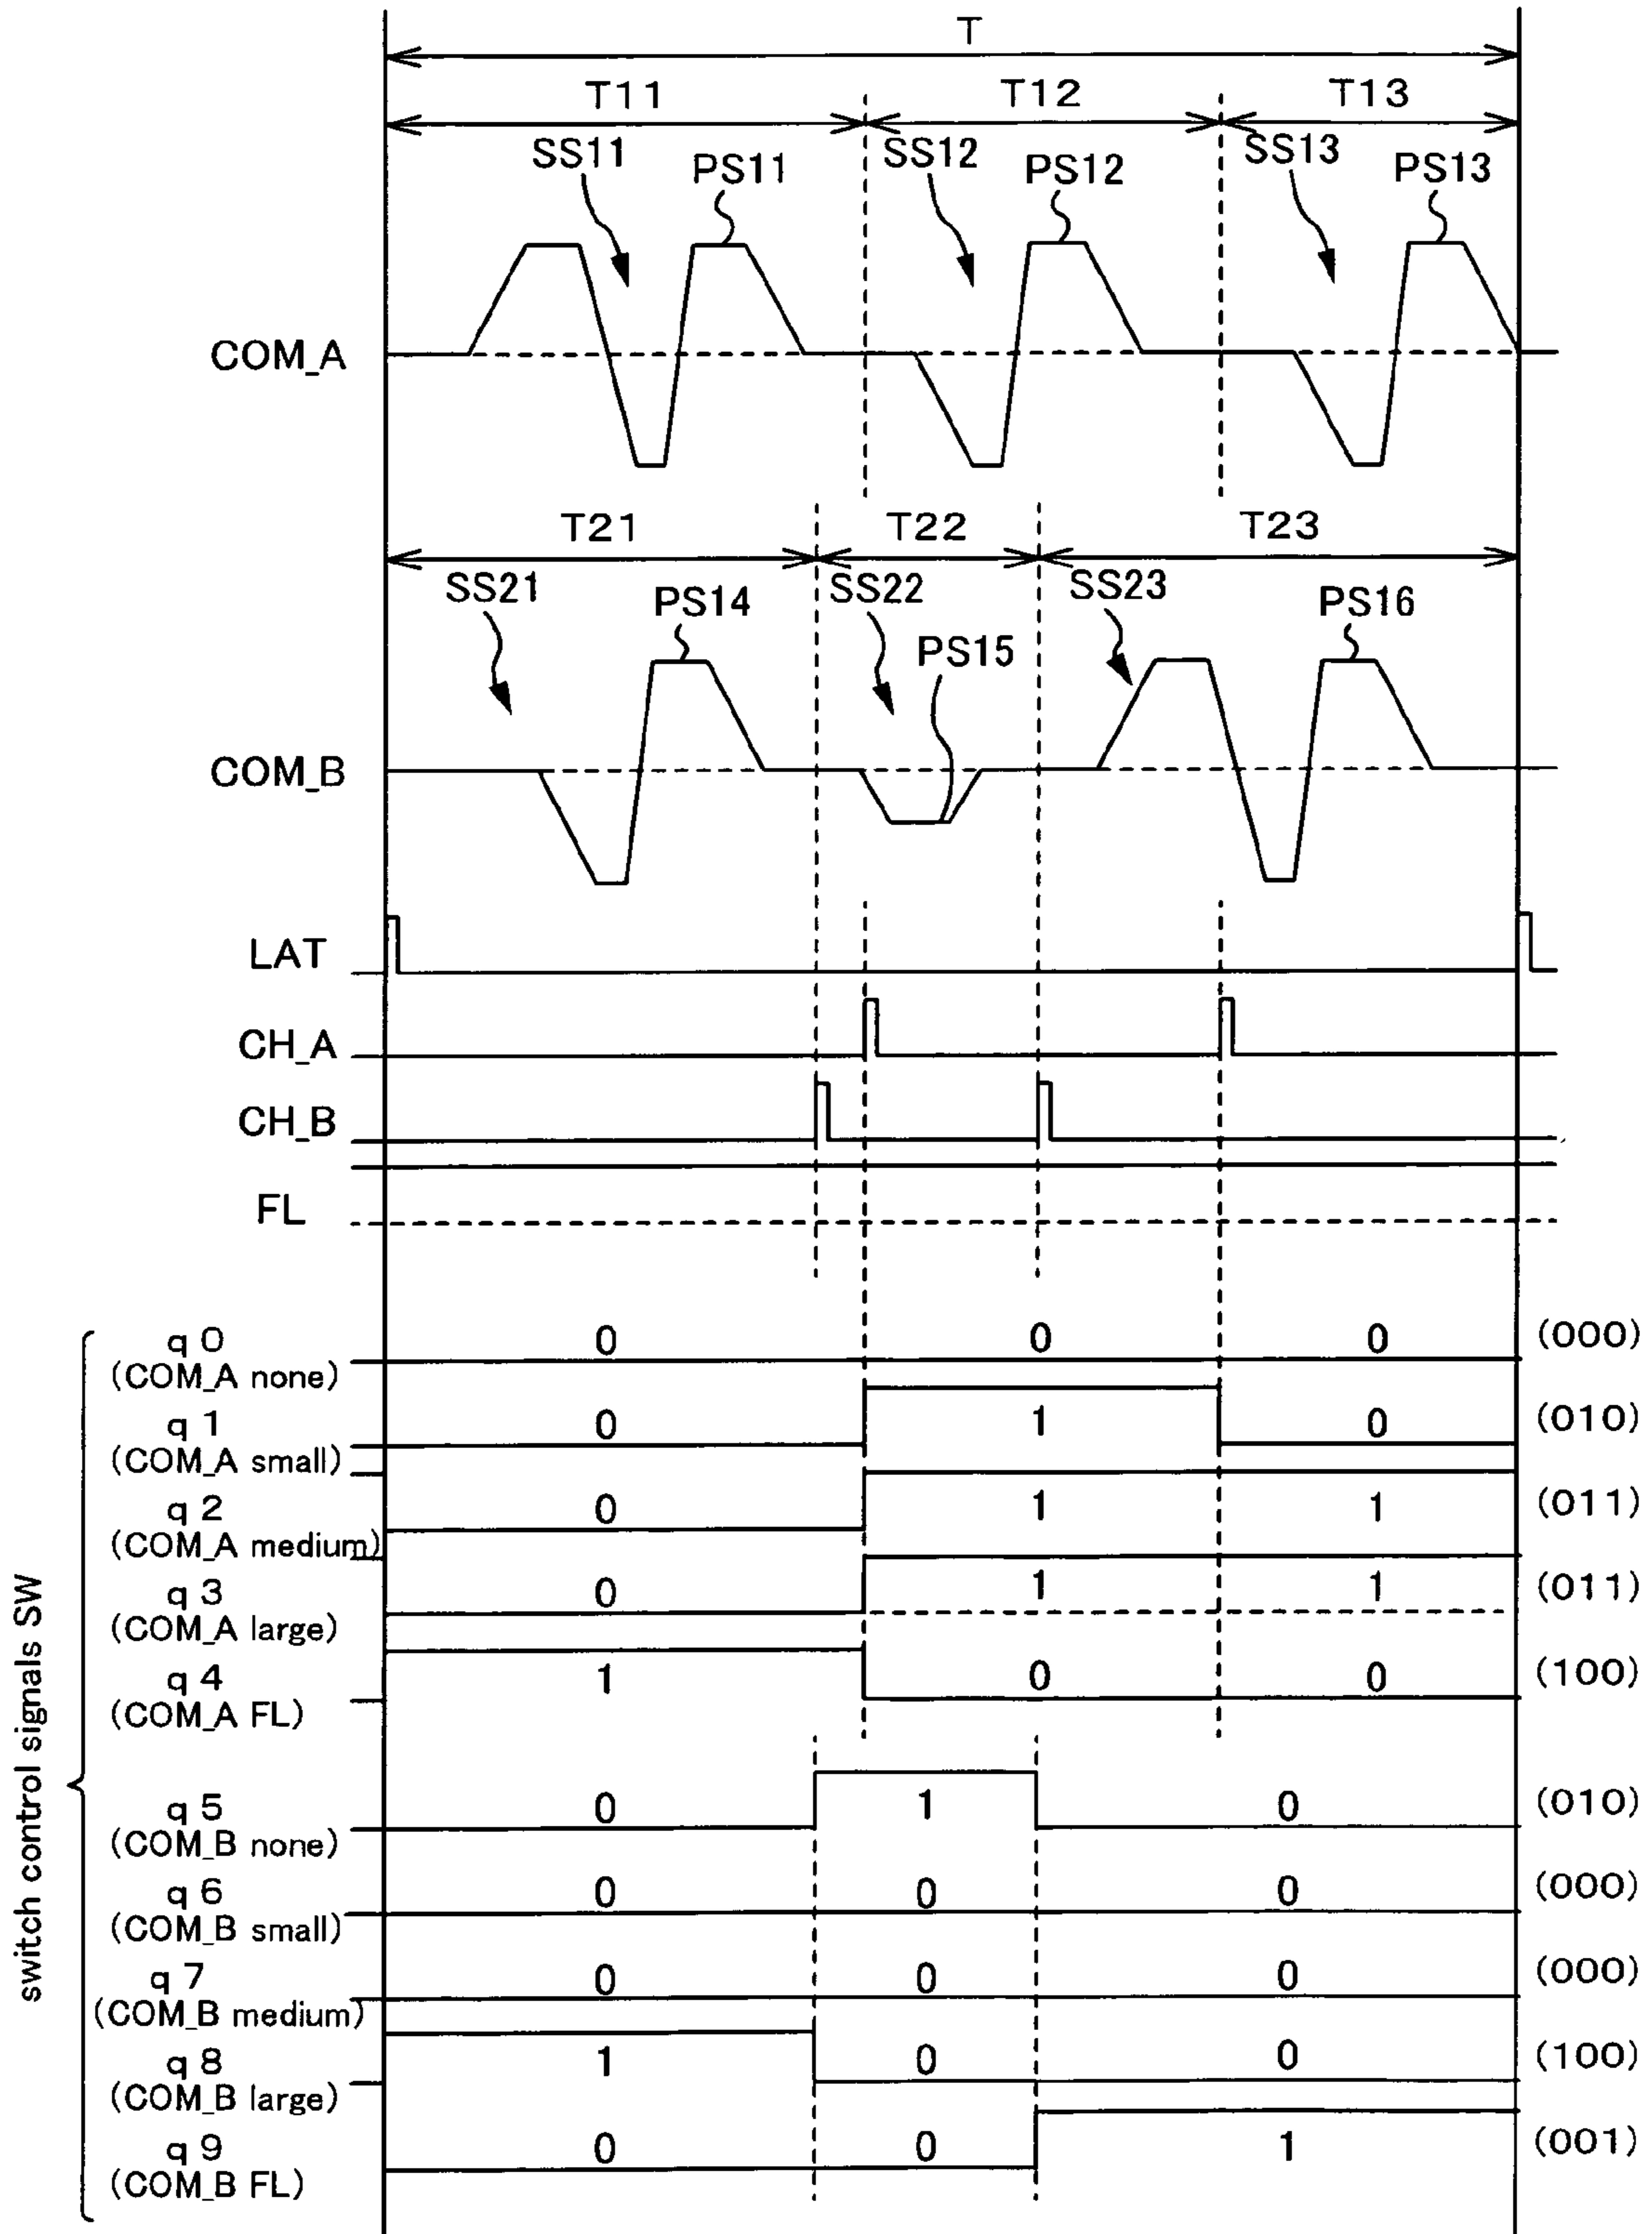 T
T11 T12 T13
SS11 PS11 SS12 PS12 SS13 PS13
COM_A
T21 T22 T23
SS21 PS14 SS22 PS15 SS23 PS16
COM_B
LAT
CH_A
CH_B
FL
switch control signals SW
q 0 0 0 0 (000)
(COM_A none)
q 1 0 1 0 (010)
(COM_A small)
q 2 0 1 1 (011)
(COM_A medium)
q 3 0 1 1 (011)
(COM_A large)
q 4 1 0 0 (100)
(COM_A FL)
q 5 0 1 0 (010)
(COM_B none)
q 6 0 0 0 (000)
(COM_B small)
q 7 0 0 0 (000)
(COM_B medium)
q 8 1 0 0 (100)
(COM_B large)
q 9 0 0 1 (001)
(COM_B FL)